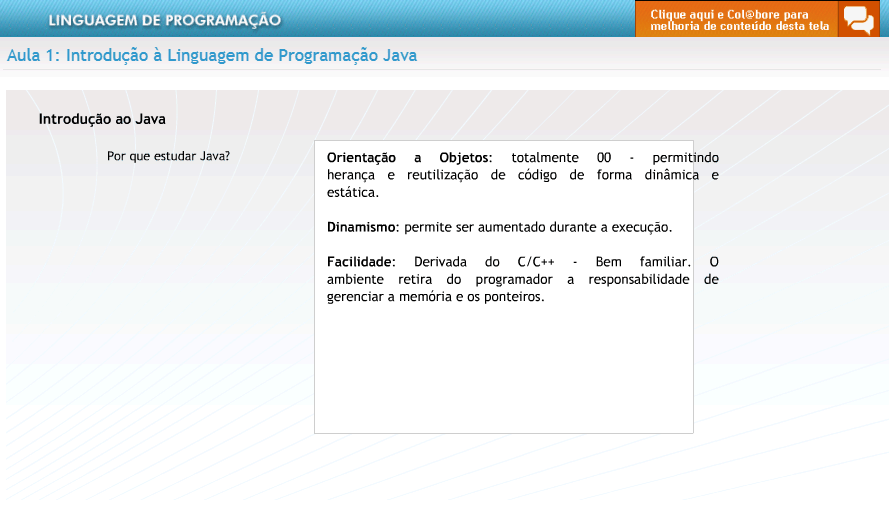 LINGUAGEM DE PROGRAMAÇÃO
Clique aqui e Col@bore para
melhoria de conteúdo desta tela
Aula 1: Introdução à Linguagem de Programação Java
Introdução ao Java
Por que estudar Java?
Orientação a Objetos: totalmente 00 - permitindo
herança e reutilização de código de forma dinâmica e
estática.
Dinamismo: permite ser aumentado durante a execução.
Facilidade: Derivada do C/C++ - Bem familiar. O
ambiente retira do programador a responsabilidade de
gerenciar a memória e os ponteiros.